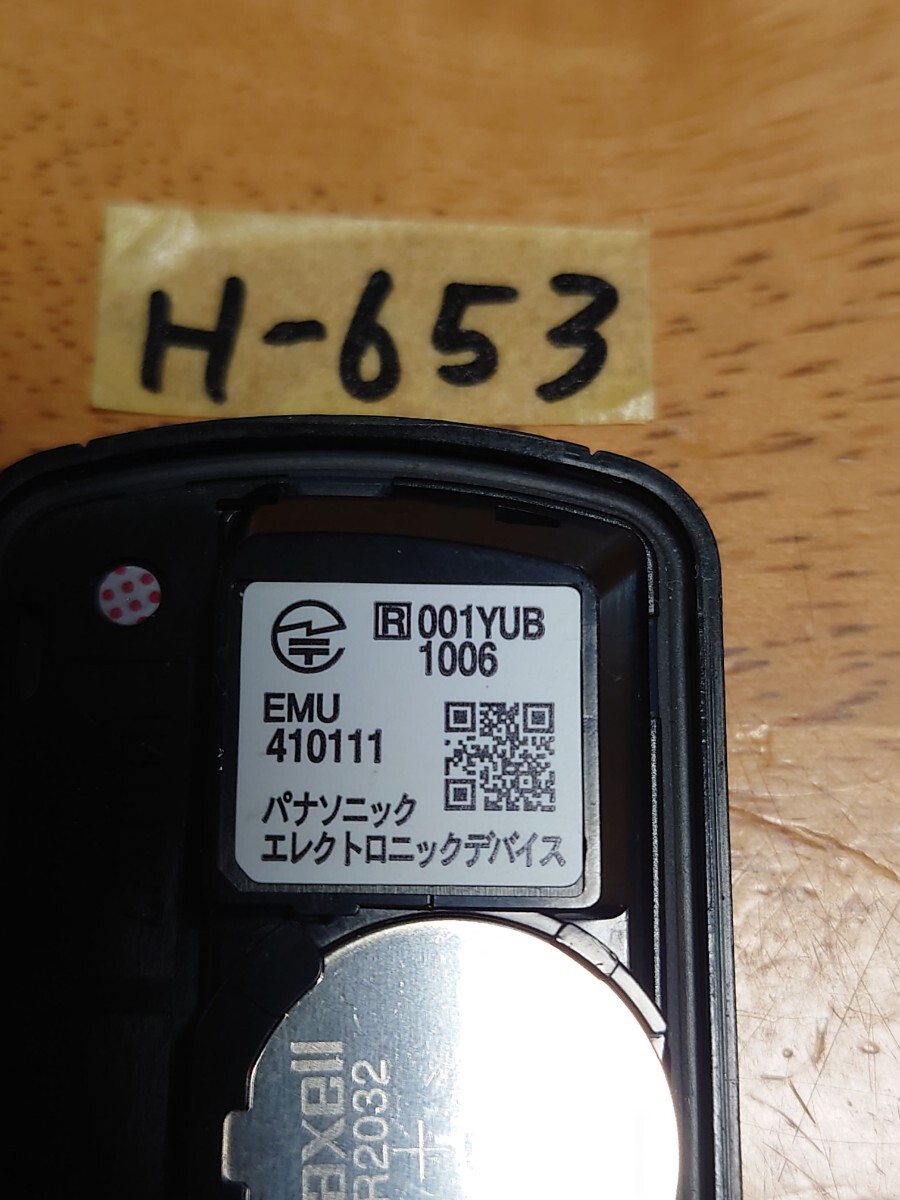 H-653
R 001YUB
1006
EMU
410111
パナソニック
エレクトロニックデバイス
maxell
CR2032
+